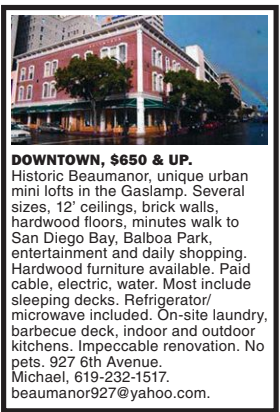 DOWNTOWN, $650 & UP.
Historic Beaumanor, unique urban
mini lofts in the Gaslamp. Several
sizes, 12' ceilings, brick walls,
hardwood floors, minutes walk to
San Diego Bay, Balboa Park,
entertainment and daily shopping.
Hardwood furniture available. Paid
cable, electric, water. Most include
sleeping decks. Refrigerator/
microwave included. On-site laundry,
barbecue deck, indoor and outdoor
kitchens. Impeccable renovation. No
pets. 927 6th Avenue.
Michael, 619-232-1517.
beaumanor927@yahoo.com.